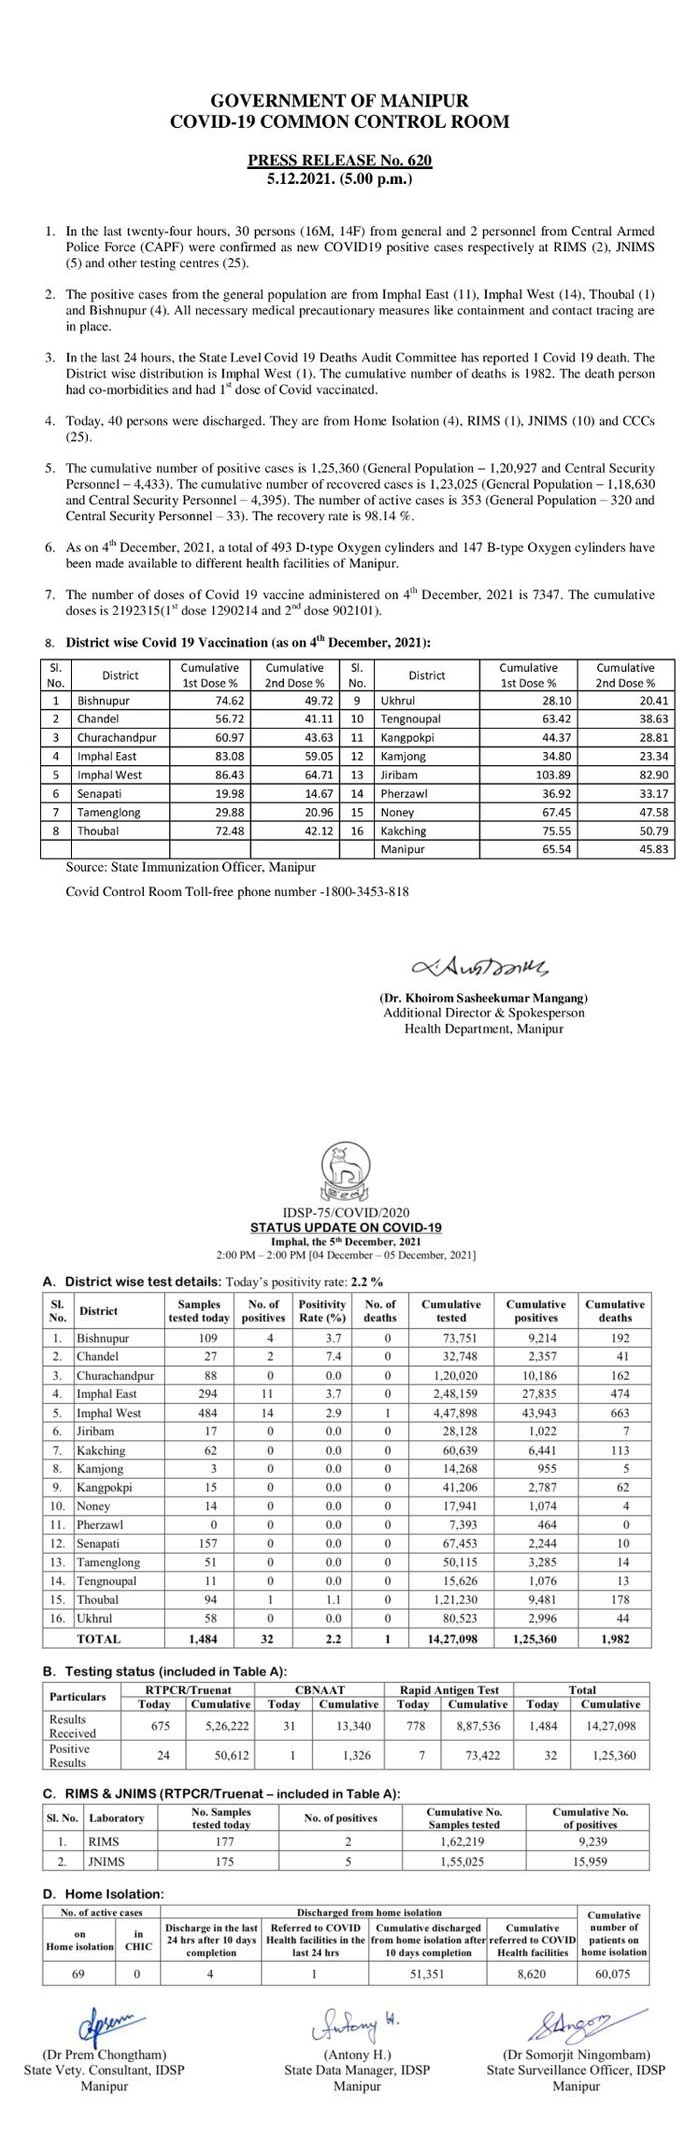 GOVERNMENT OF MANIPUR
COVID-19 COMMON CONTROL ROOM
PRESS RELEASE No. 620
5.12.2021. (5.00 p.m.)
1. In the last twenty-four hours, 30 persons (16M, 14F) from general and 2 personnel from Central Armed
Police Force (CAPF) were confirmed as new COVID19 positive cases respectively at RIMS (2), JNIMS
(5) and other testing centres (25).
2. The positive cases from the general population are from Imphal East (11), Imphal West (14), Thoubal (1)
and Bishnupur (4). All necessary medical precautionary measures like containment and contact tracing are
in place.
3. In the last 24 hours, the State Level Covid 19 Deaths Audit Committee has reported 1 Covid 19 death. The
District wise distribution is Imphal West (1). The cumulative number of deaths is 1982. The death person
had co-morbidities and had 1st dose of Covid vaccinated.
4. Today, 40 persons were discharged. They are from Home Isolation (4), RIMS (1), JNIMS (10) and CCCs
(25).
5. The cumulative number of positive cases is 1,25,360 (General Population – 1,20,927 and Central Security
Personnel – 4,433). The cumulative number of recovered cases is 1,23,025 (General Population – 1,18,630
and Central Security Personnel – 4,395). The number of active cases is 353 (General Population – 320 and
Central Security Personnel – 33). The recovery rate is 98.14 %.
6. As on 4th December, 2021, a total of 493 D-type Oxygen cylinders and 147 B-type Oxygen cylinders have
been made available to different health facilities of Manipur.
7. The number of doses of Covid 19 vaccine administered on 4th December, 2021 is 7347. The cumulative
doses is 2192315(1st dose 1290214 and 2nd dose 902101).
8. District wise Covid 19 Vaccination (as on 4th December, 2021):
Sl. No. District Cumulative 1st Dose % Cumulative 2nd Dose % Sl. No. District Cumulative 1st Dose % Cumulative 2nd Dose %
1 Bishnupur 74.62 49.72 9 Ukhrul 28.10 20.41
2 Chandel 56.72 41.11 10 Tengnoupal 63.42 38.63
3 Churachandpur 60.97 43.63 11 Kangpokpi 44.37 28.81
4 Imphal East 83.08 59.05 12 Kamjong 34.80 23.34
5 Imphal West 86.43 64.71 13 Jiribam 103.89 82.90
6 Senapati 19.98 14.67 14 Pherzawl 36.92 33.17
7 Tamenglong 29.88 20.96 15 Noney 67.45 47.58
8 Thoubal 72.48 42.12 16 Kakching 75.55 50.79
Manipur 65.54 45.83
Source: State Immunization Officer, Manipur
Covid Control Room Toll-free phone number -1800-3453-818
(Dr. Khoirom Sasheekumar Mangang)
Additional Director & Spokesperson
Health Department, Manipur
IDSP-75/COVID/2020
STATUS UPDATE ON COVID-19
Imphal, the 5th December, 2021
2:00 PM – 2:00 PM [04 December – 05 December, 2021]
A. District wise test details: Today's positivity rate: 2.2 %
Sl. No. District Samples tested today No. of positives Positivity Rate (%) No. of deaths Cumulative tested Cumulative positives Cumulative deaths
1. Bishnupur 109 4 3.7 0 73,751 9,214 192
2. Chandel 27 2 7.4 0 32,748 2,357 41
3. Churachandpur 88 0 0.0 0 1,20,020 10,186 162
4. Imphal East 294 11 3.7 0 2,48,159 27,835 474
5. Imphal West 484 14 2.9 1 4,47,898 43,943 663
6. Jiribam 17 0 0.0 0 28,128 1,022 7
7. Kakching 62 0 0.0 0 60,639 6,441 113
8. Kamjong 3 0 0.0 0 14,268 955 5
9. Kangpokpi 15 0 0.0 0 41,206 2,787 62
10. Noney 14 0 0.0 0 17,941 1,074 4
11. Pherzawl 0 0 0.0 0 7,393 464 0
12. Senapati 157 0 0.0 0 67,453 2,244 10
13. Tamenglong 51 0 0.0 0 50,115 3,285 14
14. Tengnoupal 11 0 0.0 0 15,626 1,076 13
15. Thoubal 94 1 1.1 0 1,21,230 9,481 178
16. Ukhrul 58 0 0.0 0 80,523 2,996 44
TOTAL 1,484 32 2.2 1 14,27,098 1,25,360 1,982
B. Testing status (included in Table A):
Particulars RTPCR/Truenat CBNAAT Rapid Antigen Test Total
Today Cumulative Today Cumulative Today Cumulative Today Cumulative
Results Received 675 5,26,222 31 13,340 778 8,87,536 1,484 14,27,098
Positive Results 24 50,612 1 1,326 7 73,422 32 1,25,360
C. RIMS & JNIMS (RTPCR/Truenat – included in Table A):
Sl. No. Laboratory No. Samples tested today No. of positives Cumulative No. Samples tested Cumulative No. of positives
1. RIMS 177 2 1,62,219 9,239
2. JNIMS 175 5 1,55,025 15,959
D. Home Isolation:
No. of active cases Discharged from home isolation Cumulative number of patients on home isolation
on Home isolation in CHIC Discharge in the last 24 hrs after 10 days completion Referred to COVID Health facilities in the last 24 hrs Cumulative discharged from home isolation after 10 days completion Cumulative referred to COVID Health facilities
69 0 4 1 51,351 8,620 60,075
Antony H.
(Dr Prem Chongtham) (Antony H.) (Dr Somorjit Ningombam)
State Vety. Consultant, IDSP State Data Manager, IDSP State Surveillance Officer, IDSP
Manipur Manipur Manipur